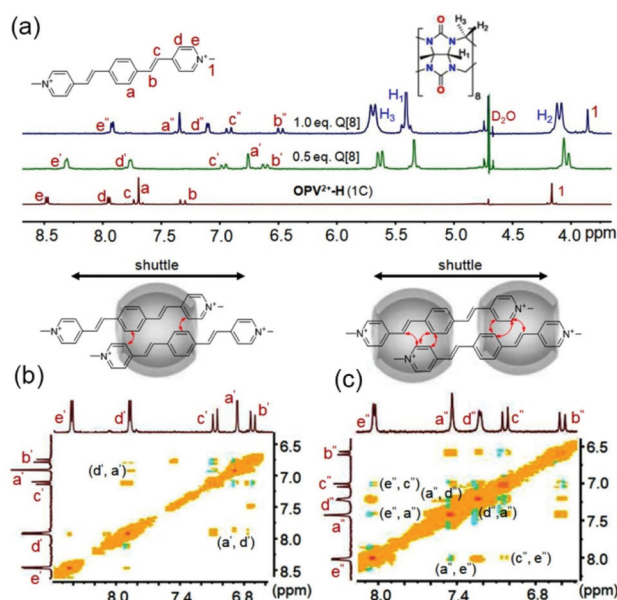 (a)
N+
a
b
c
d
e
1
H3
H2
H1
8
e"
a"
d"
c"
b"
1.0 eq. Q[8]
H3
H1
D2O
H2
1
e'
d'
c'
a'
b'
0.5 eq. Q[8]
e
d
c
a
b
OPV2+-H (1C)
1
8.5 8.0 7.5 7.0 6.5 6.0 5.5 5.0 4.5 4.0 ppm
shuttle
shuttle
(b)
e' d' c' a' b'
b'
a'
c'
d'
e'
(d', a')
(a', d')
6.5
7.0
7.5
8.0
8.5
8.0 7.2 6.4
(ppm)
(c)
e" a" d" c" b"
b"
c"
d"
a"
e"
(e", c")
(a", d")
(e", a")
(d", a")
(a", e")
(c", e")
6.5
7.0
7.5
8.0
8.0 7.4 6.8
(ppm)